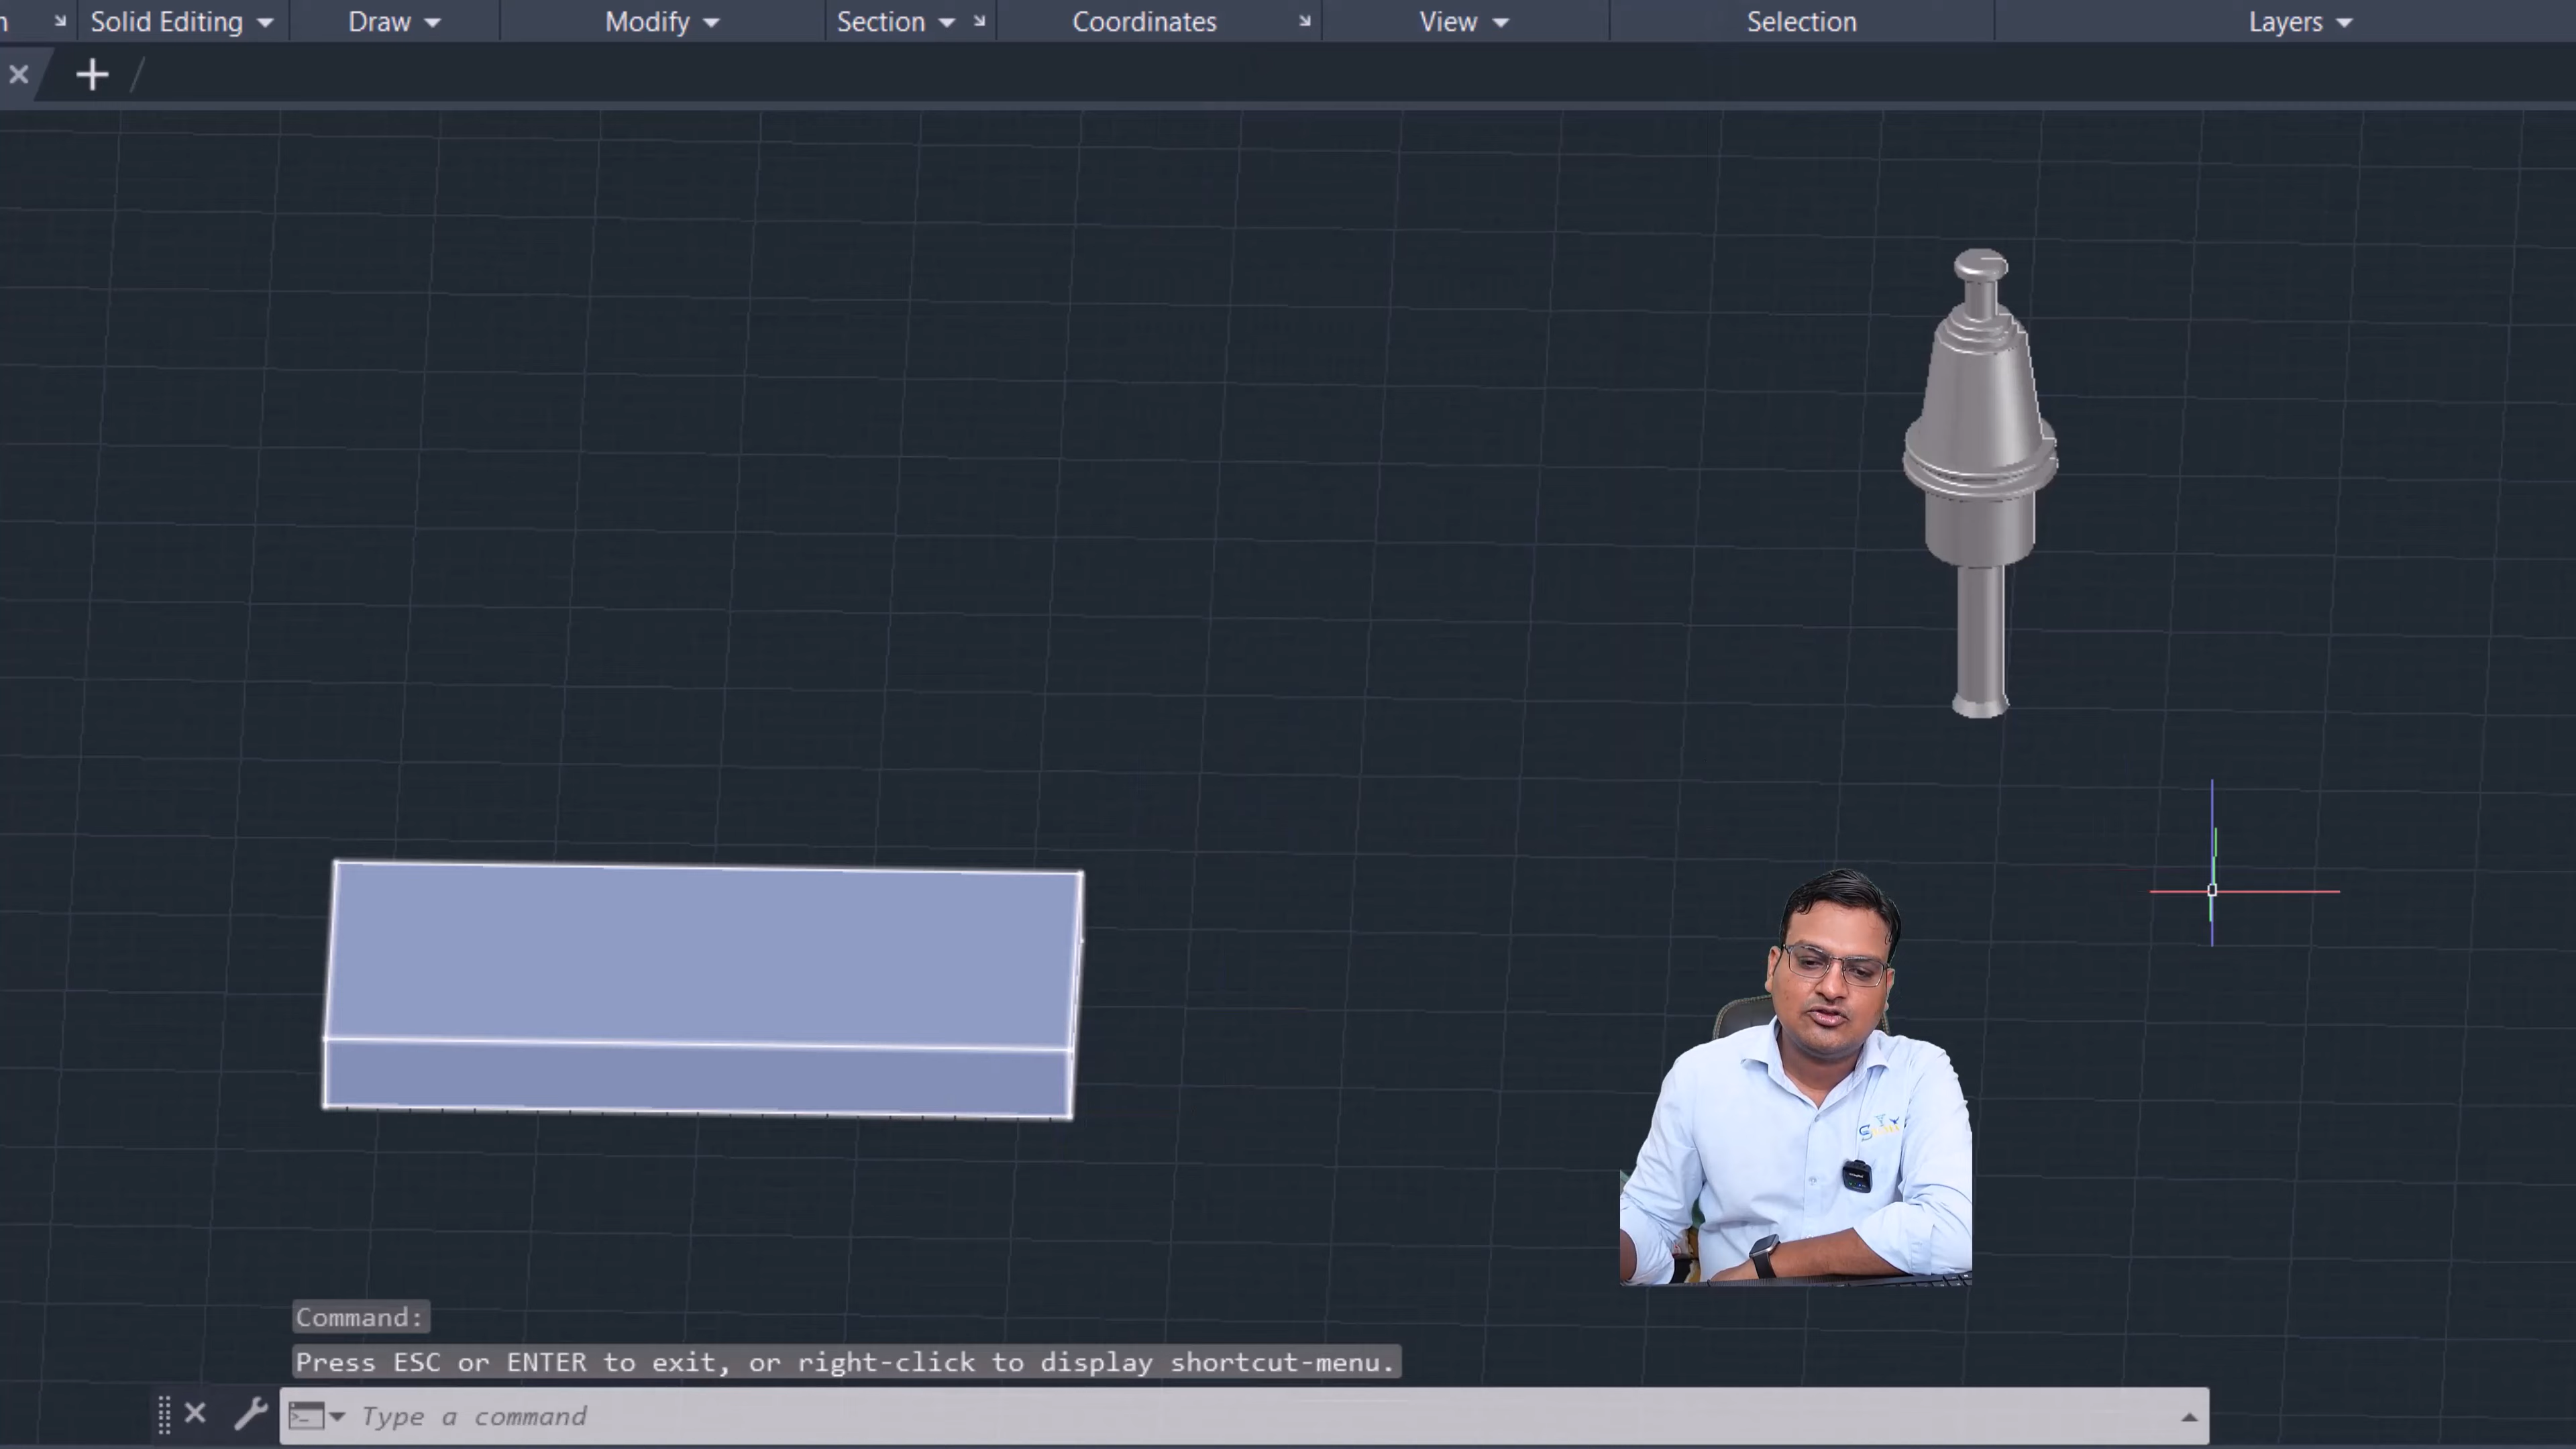 Solid Editing
Draw
Modify
Section
Coordinates
View
Selection
Layers
Command:
Press ESC or ENTER to exit, or right-click to display shortcut-menu.
Type a command